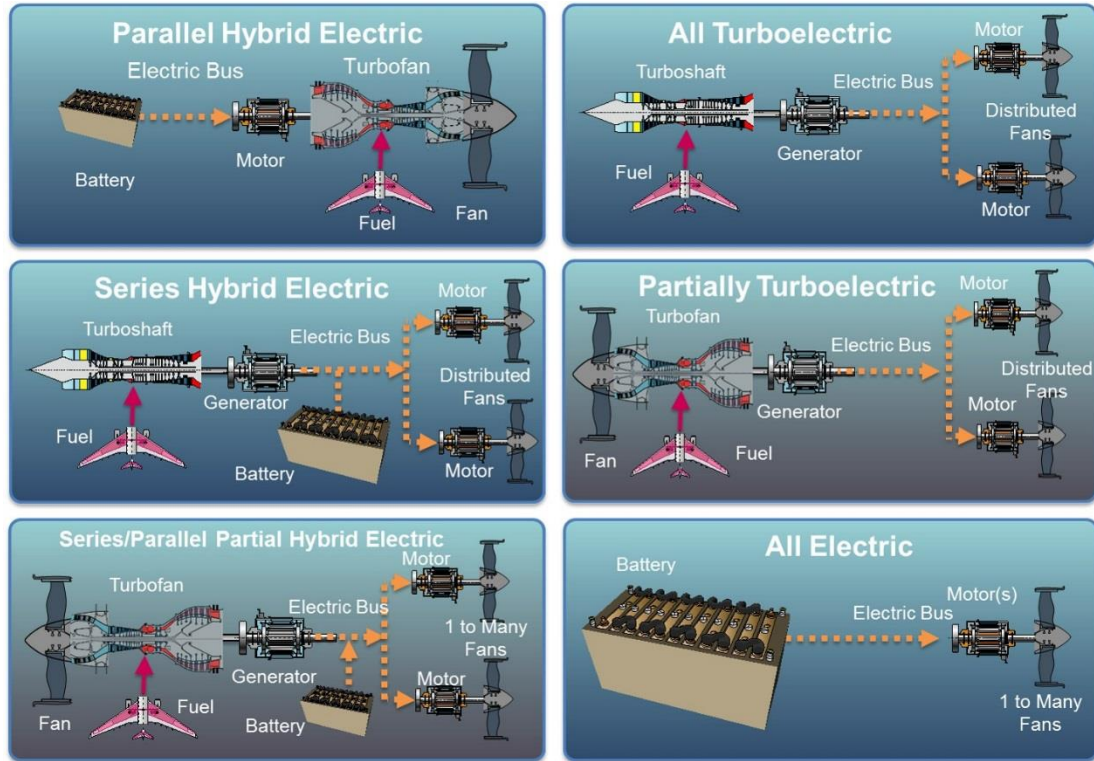 Parallel Hybrid Electric
Electric Bus
Turbofan
Motor
Battery
Fuel
Fan
All Turboelectric
Motor
Turboshaft
Electric Bus
Distributed
Fans
Generator
Fuel
Motor
Series Hybrid Electric
Motor
Turboshaft
Electric Bus
Distributed
Fans
Generator
Fuel
Battery
Motor
Partially Turboelectric
Motor
Turbofan
Electric Bus
Distributed
Fans
Generator
Motor
Fan
Fuel
Series/Parallel Partial Hybrid Electric
Motor
Turbofan
Electric Bus
1 to Many
Fans
Generator
Motor
Fuel
Fan
Battery
All Electric
Battery
Motor(s)
Electric Bus
1 to Many
Fans